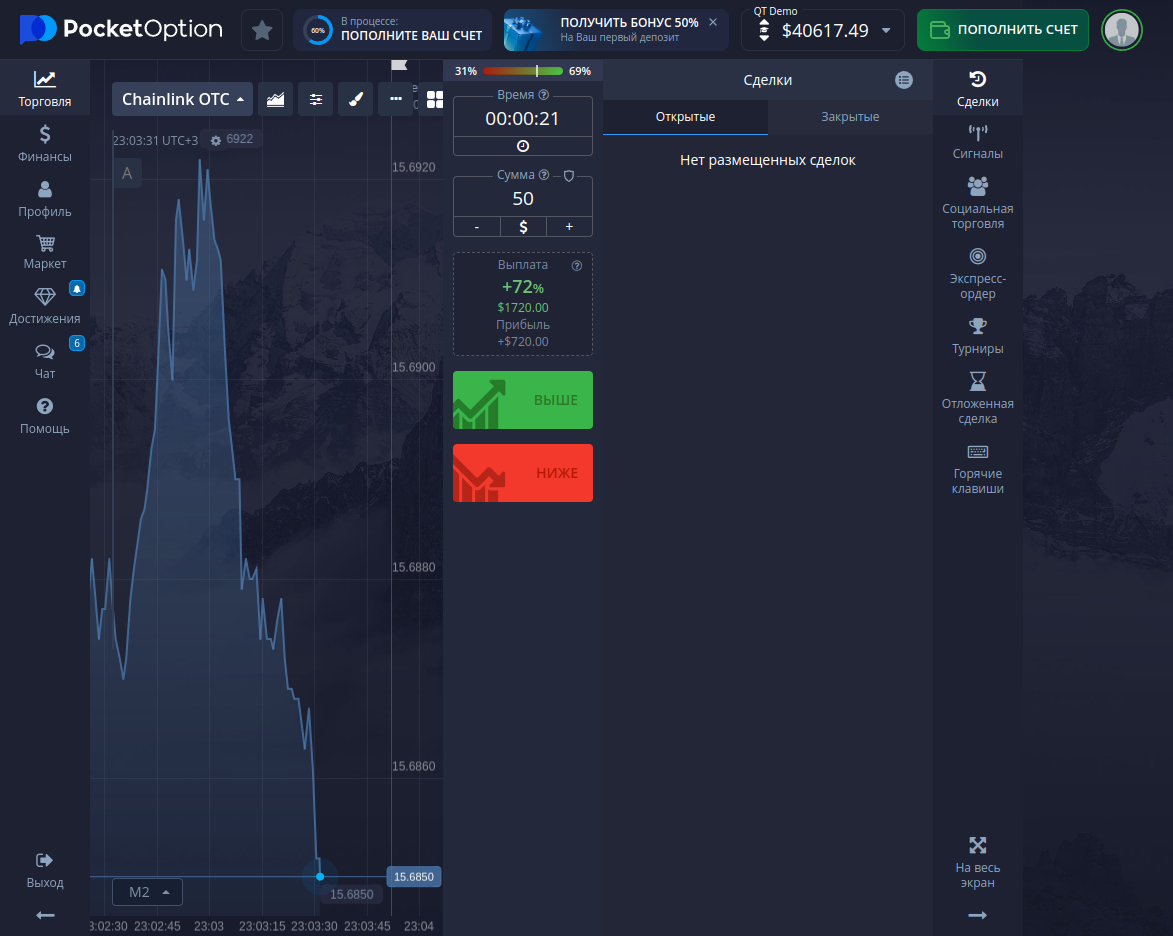 PocketOption
60%
В процессе:
ПОПОЛНИТЕ ВАШ СЧЕТ
ПОЛУЧИТЬ БОНУС 50%
На Ваш первый депозит
QT Demo
$40617.49
ПОПОЛНИТЬ СЧЕТ
Торговля
Финансы
Профиль
Маркет
Достижения
6
Чат
Помощь
Выход
Chainlink OTC
23:03:31 UTC+3
6922
A
15.6920
15.6900
15.6880
15.6860
15.6850
15.6850
M2
3:02:30 23:02:45 23:03 23:03:15 23:03:30 23:03:45 23:04
31% 69%
Время
00:00:21
Сумма
50
- $ +
Выплата
+72%
$1720.00
Прибыль
+$720.00
ВЫШЕ
НИЖЕ
Сделки
Открытые Закрытые
Нет размещенных сделок
Сделки
Сигналы
Социальная
торговля
Экспресс-
ордер
Турниры
Отложенная
сделка
Горячие
клавиши
На весь
экран